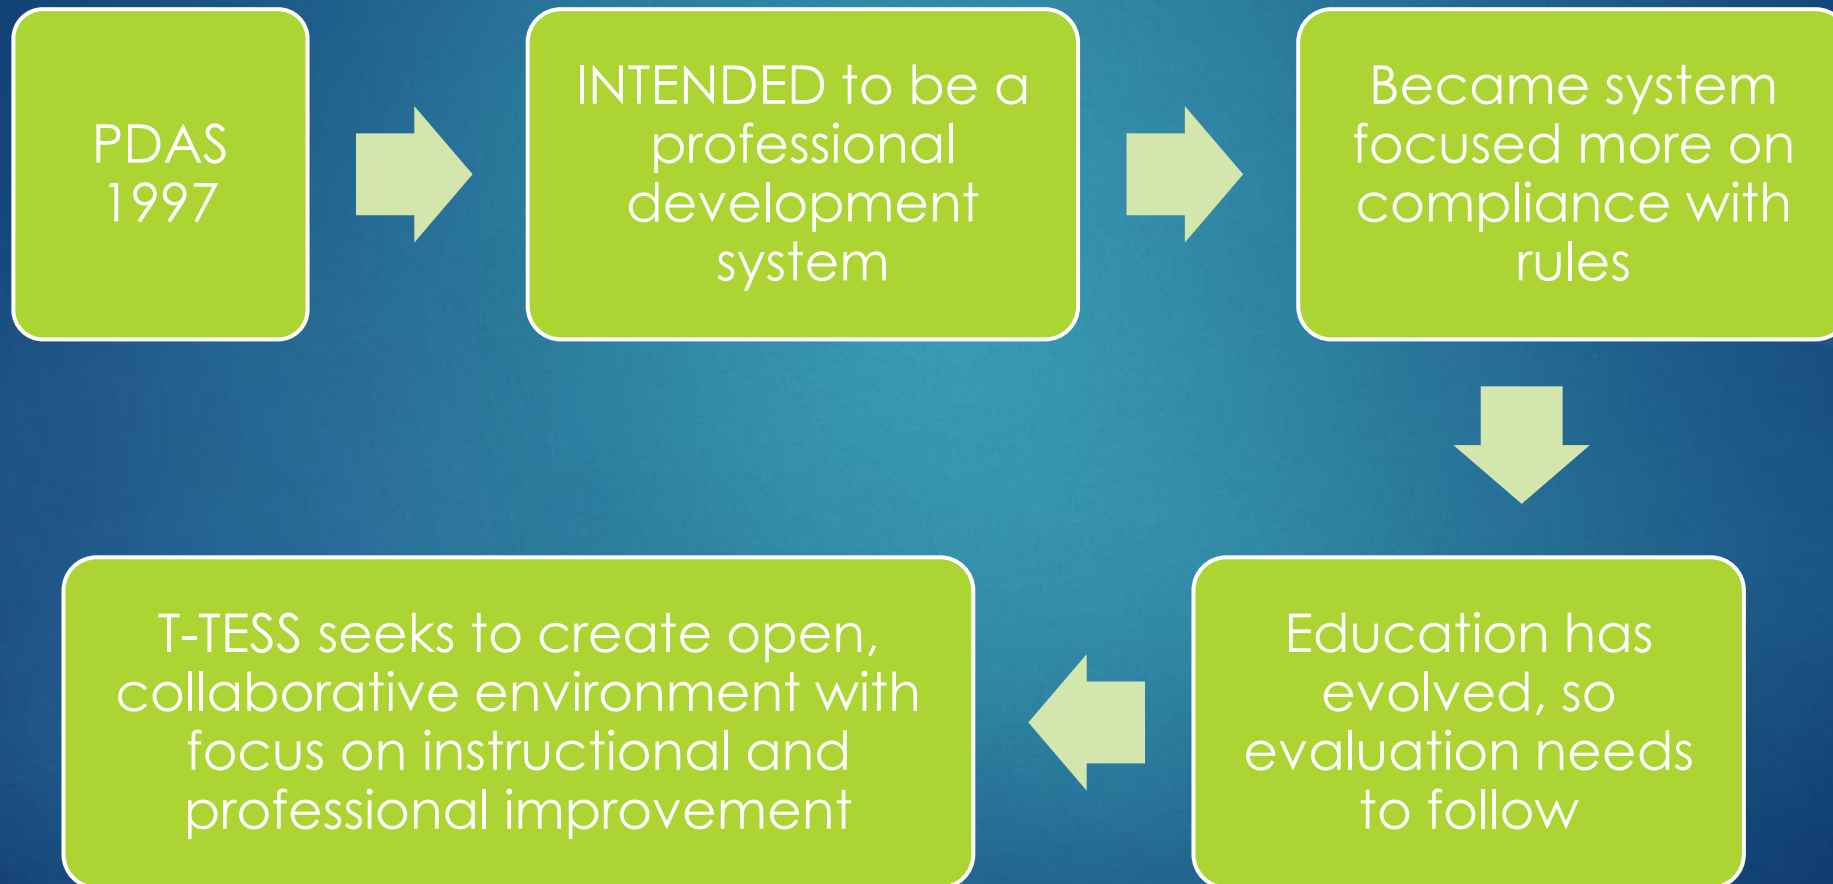 PDAS
1997
INTENDED to be a
professional
development
system
Became system
focused more on
compliance with
rules
Education has
evolved, so
evaluation needs
to follow
T-TESS seeks to create open,
collaborative environment with
focus on instructional and
professional improvement